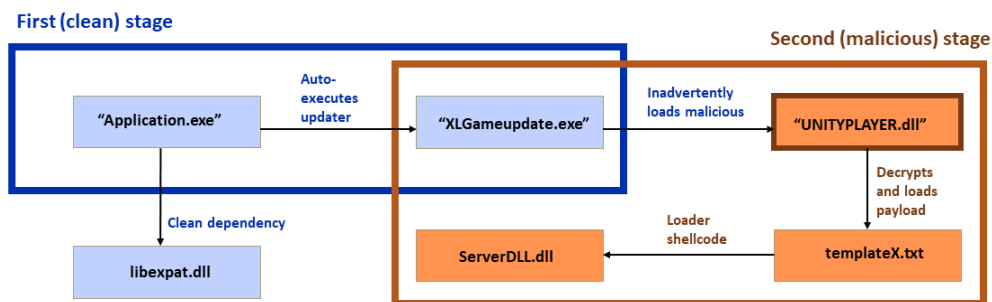 First (clean) stage
Second (malicious) stage
Auto-
executes
updater
Inadvertently
loads malicious
“Application.exe”
“XLGameupdate.exe”
“UNITYPLAYER.dll”
Decrypts
and loads
payload
Clean dependency
Loader
shellcode
libexpat.dll
ServerDLL.dll
templateX.txt